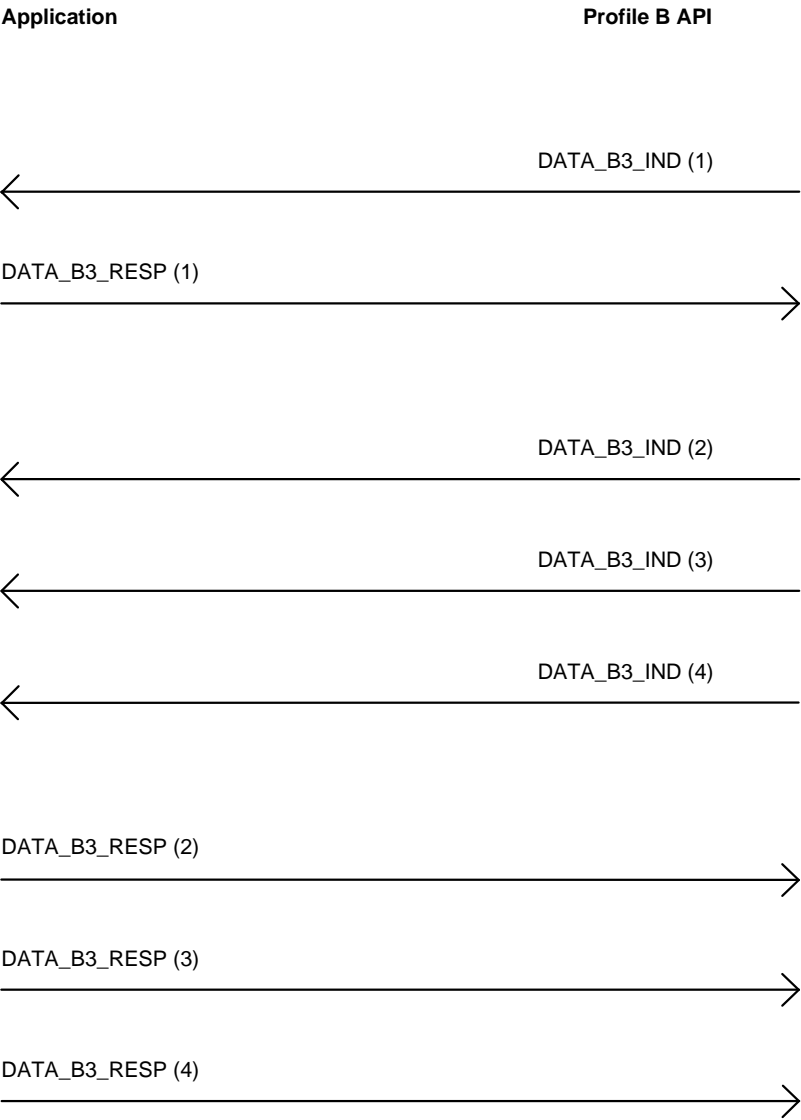 Application Profile B API
DATA_B3_IND (1)
DATA_B3_RESP (1)
DATA_B3_IND (2)
DATA_B3_IND (3)
DATA_B3_IND (4)
DATA_B3_RESP (2)
DATA_B3_RESP (3)
DATA_B3_RESP (4)